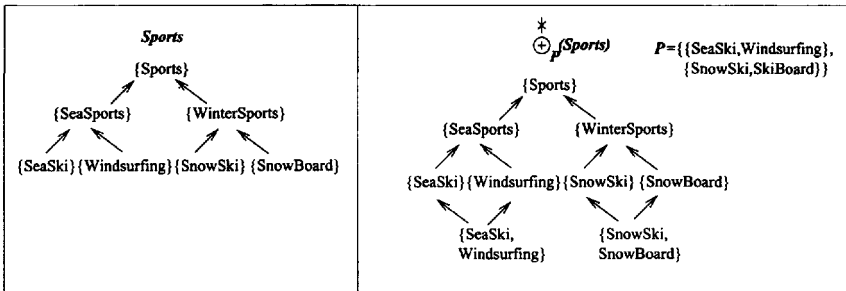 Sports
{Sports}
{SeaSports} {WinterSports}
{SeaSki} {Windsurfing} {SnowSki} {SnowBoard}
*
⊕P(Sports)
P={{SeaSki,Windsurfing},
{SnowSki,SkiBoard}}
{Sports}
{SeaSports} {WinterSports}
{SeaSki} {Windsurfing} {SnowSki} {SnowBoard}
{SeaSki,
Windsurfing}
{SnowSki,
SnowBoard}